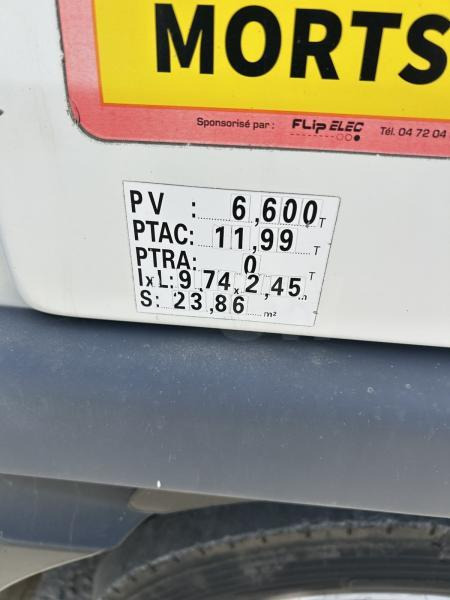 MORTS
Sponsorisé par : FLip ELEC Tél. 04 72 04
PV : 6,600 T
PTAC: 11,99 T
PTRA: 0 T
lxL: 9,74 x 2,45 m
S: 23,86 m²